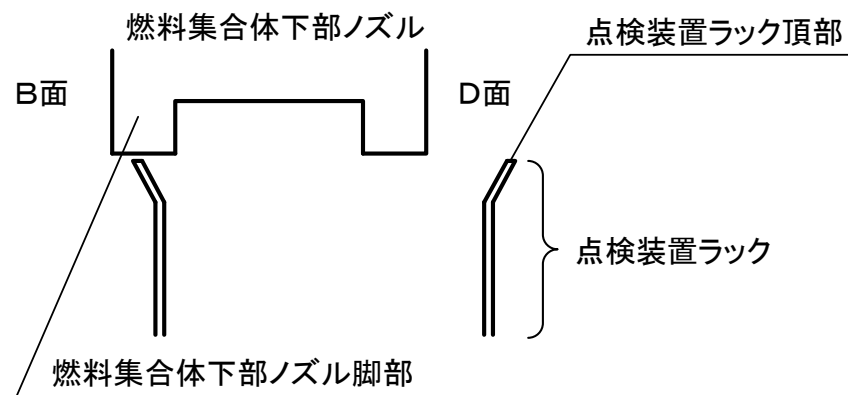 燃料集合体下部ノズル
点検装置ラック頂部
B面
D面
点検装置ラック
燃料集合体下部ノズル脚部